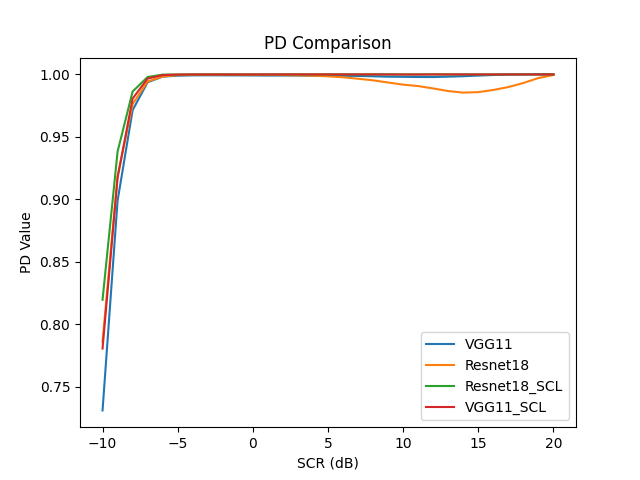 PD Comparison
1.00
0.95
0.90
0.85
0.80
0.75
PD Value
−10
−5
0
5
10
15
20
SCR (dB)
VGG11
Resnet18
Resnet18_SCL
VGG11_SCL